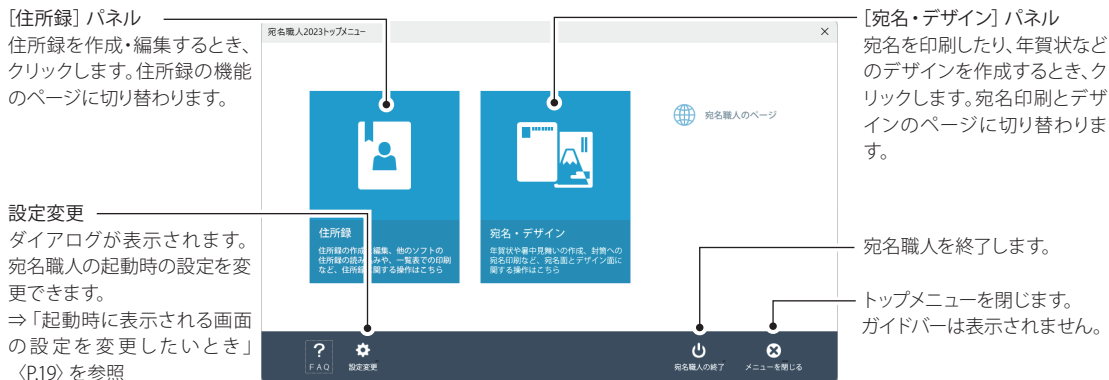 [住所録] パネル
住所録を作成・編集するとき、
クリックします。住所録の機能
のページに切り替わります。
設定変更
ダイアログが表示されます。
宛名職人の起動時の設定を変
更できます。
⇒「起動時に表示される画面
の設定を変更したいとき」
〈P.19〉を参照
宛名職人2023トップメニュー
×
住所録
住所録の作成 編集、他のソフトの
住所録の読み みや、一覧表での印刷
など、住所録 関する操作はこちら
宛名・デザイン
年賀状や暑中見舞いの作成、封筒への
宛名印刷など、宛名面とデザイン面に
関する操作はこちら
宛名職人のページ
?
FAQ
設定変更
宛名職人の終了
メニューを閉じる
[宛名・デザイン] パネル
宛名を印刷したり、年賀状など
のデザインを作成するとき、ク
リックします。宛名印刷とデザ
インのページに切り替わりま
す。
宛名職人を終了します。
トップメニューを閉じます。
ガイドバーは表示されません。